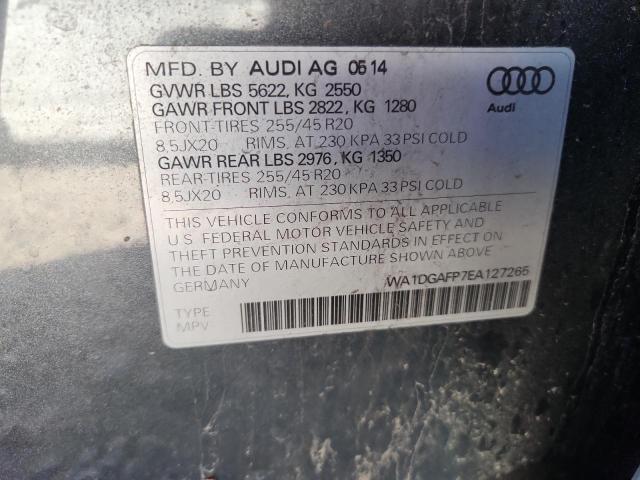 MFD. BY AUDI AG 05 14
GVWR LBS 5622, KG 2550
GAWR FRONT LBS 2822, KG 1280
FRONT-TIRES 255/45 R20
8,5JX20 RIMS, AT 230 KPA 33 PSI COLD
GAWR REAR LBS 2976, KG 1350
REAR-TIRES 255/45 R20
8,5JX20 RIMS, AT 230 KPA 33 PSI COLD
Audi
THIS VEHICLE CONFORMS TO ALL APPLICABLE
U.S. FEDERAL MOTOR VEHICLE SAFETY AND
THEFT PREVENTION STANDARDS IN EFFECT ON
THE DATE OF MANUFACTURE SHOWN ABOVE
GERMANY WA1DGAFP7EA127265
TYPE
MPV